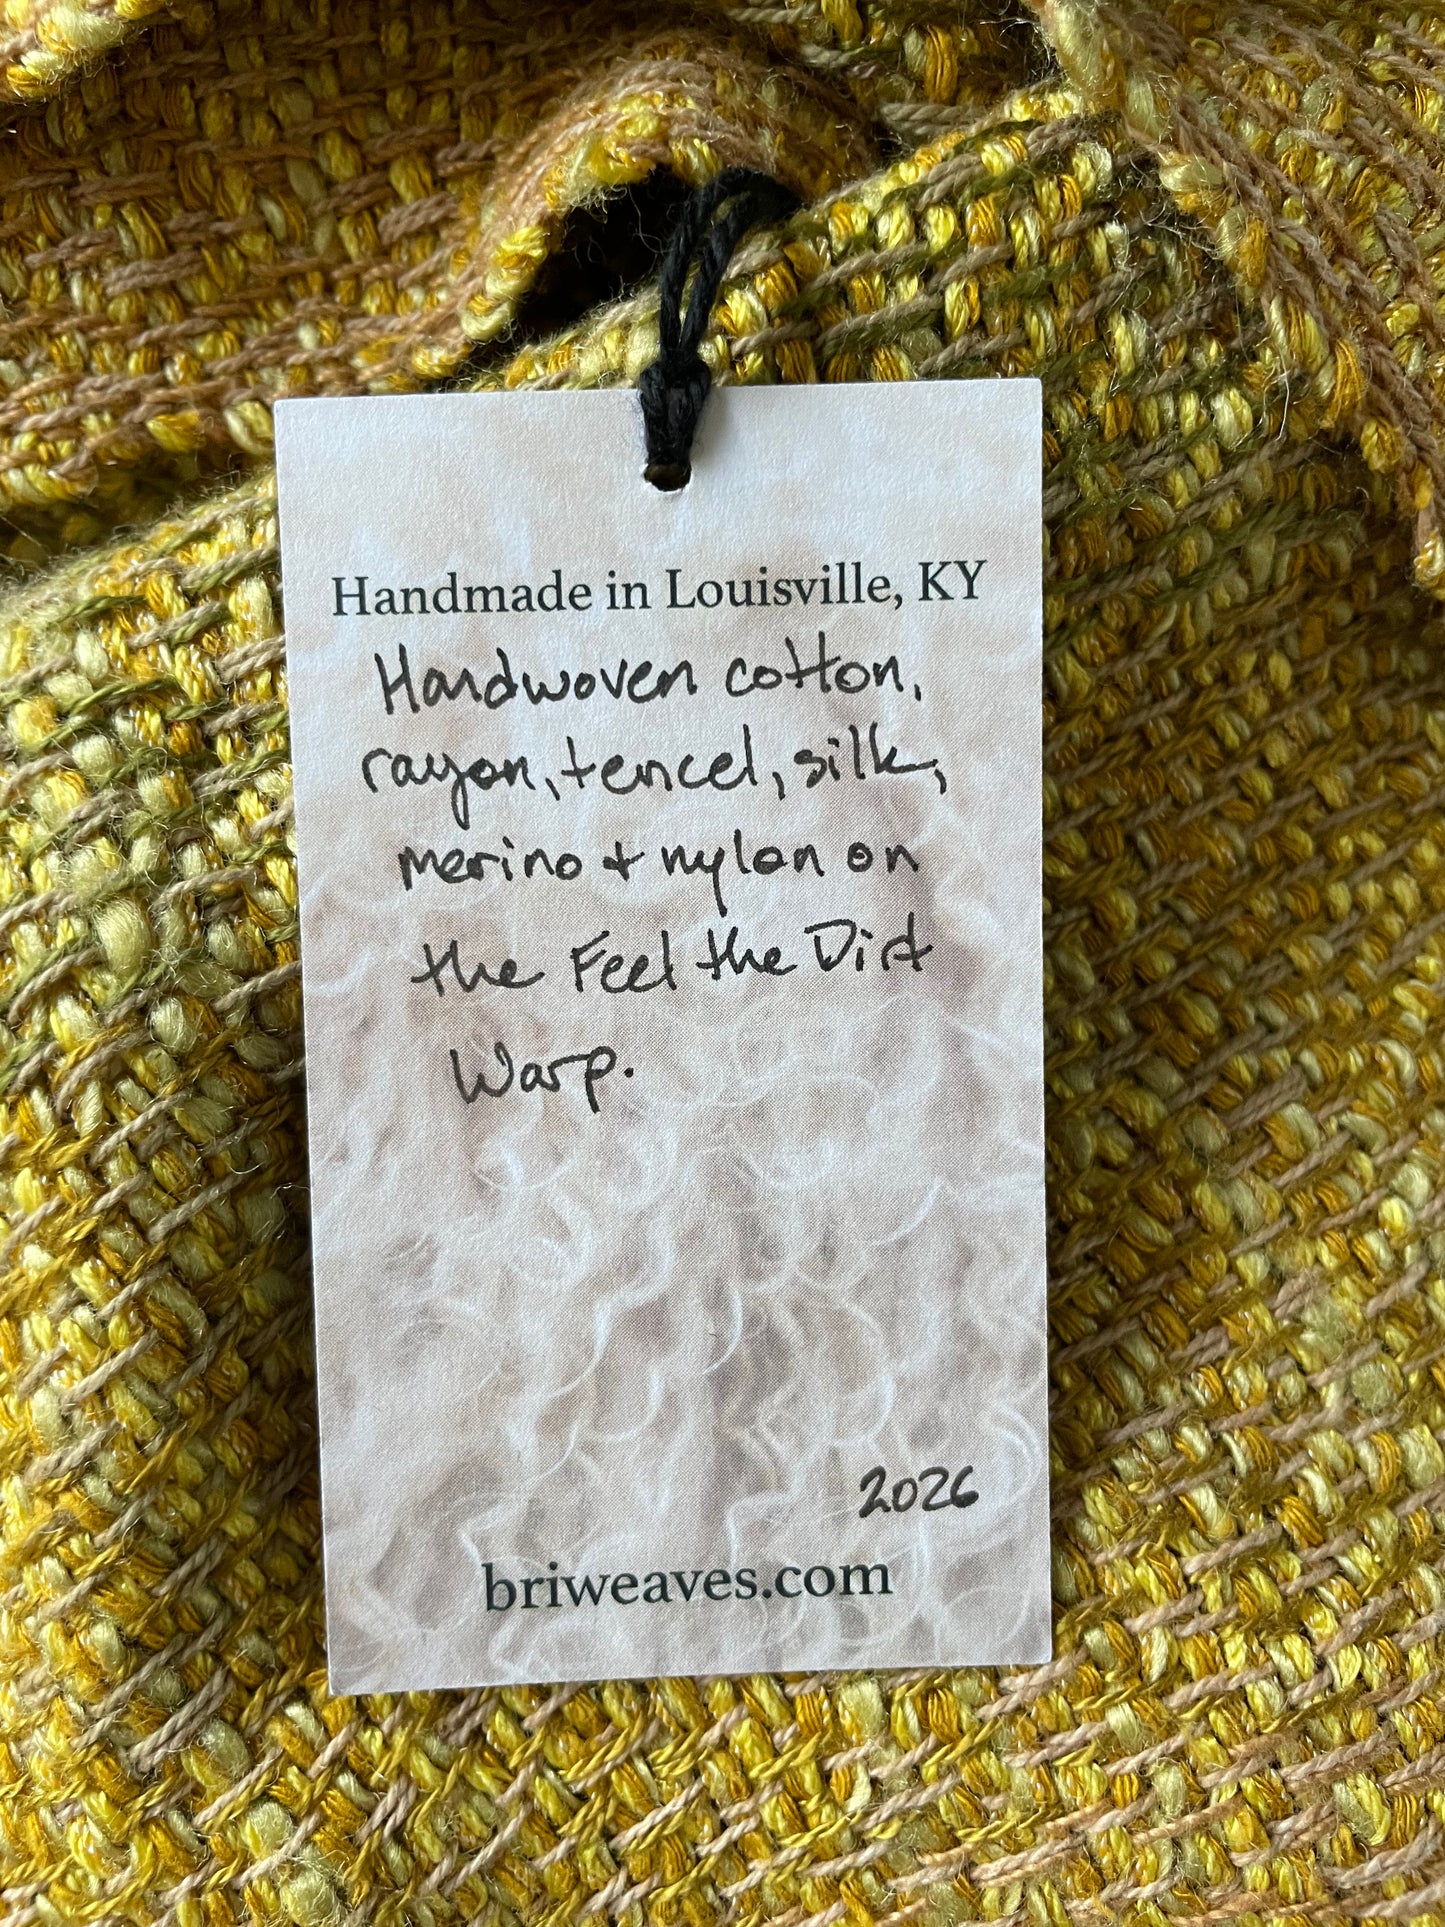 Handmade in Louisville, KY
Handwoven cotton,
rayon, tencel, silk,
merino + nylon on
the Feel the Dirt
Warp.
2026
briweaves.com